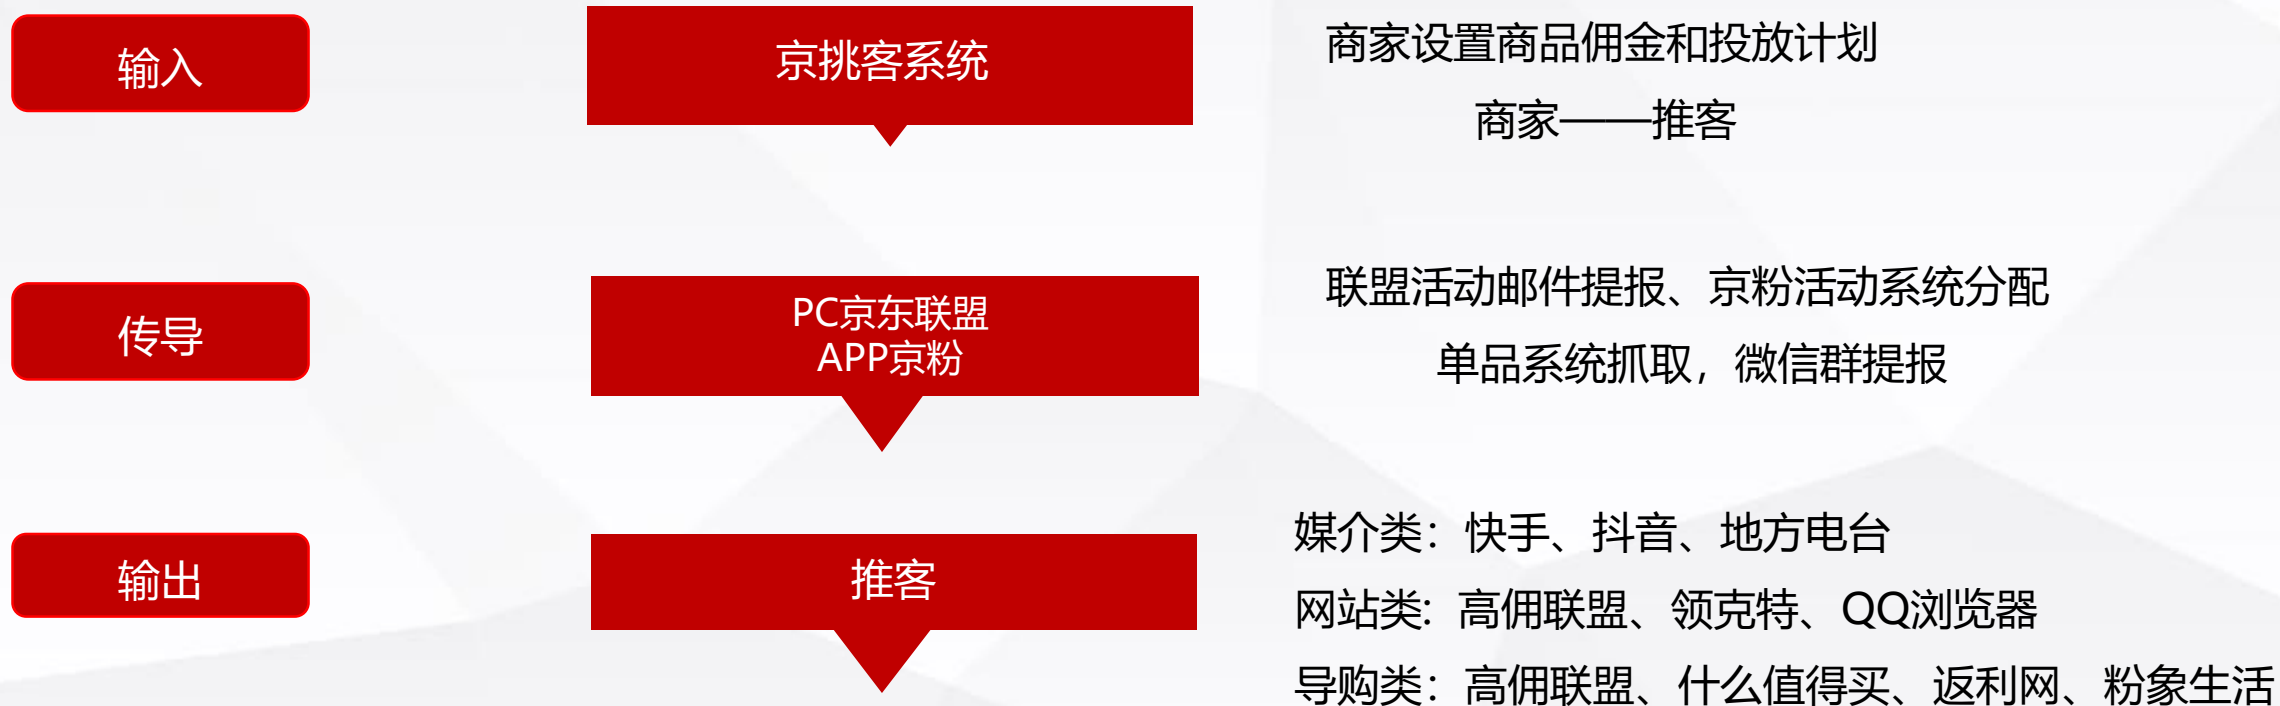 输入
京挑客系统
商家设置商品佣金和投放计划
商家——推客
传导
PC京东联盟
APP京粉
联盟活动邮件提报、京粉活动系统分配
单品系统抓取，微信群提报
输出
推客
媒介类：快手、抖音、地方电台
网站类：高佣联盟、领克特、QQ浏览器
导购类：高佣联盟、什么值得买、返利网、粉象生活